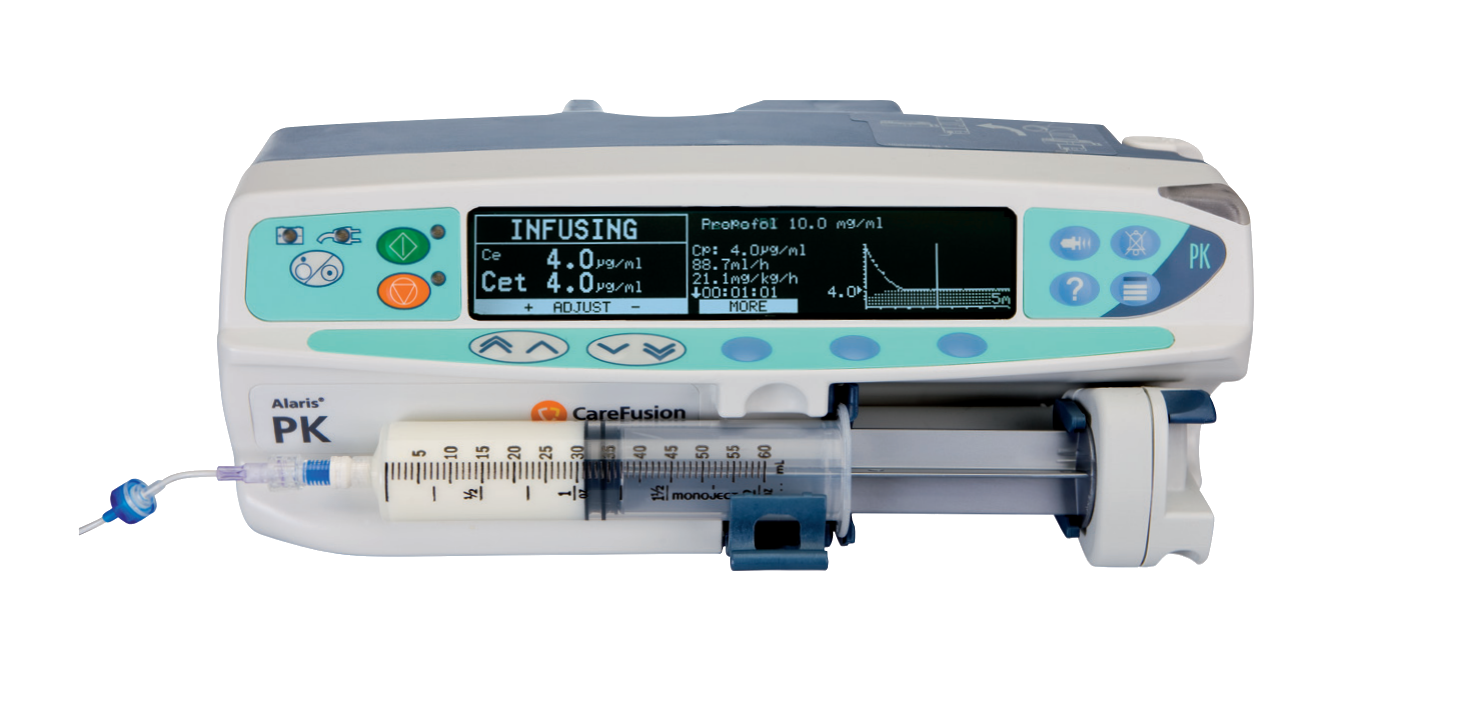 INFUSING
Ce 4.0µg/ml
Cet 4.0µg/ml
+ ADJUST -
Propofol 10.0 mg/ml
Cp: 4.0µg/ml
88.7ml/h
21.1mg/kg/h
↓00:01:01
MORE
4.0
5m
?
PK
Alaris®
PK
CareFusion
5 10 15 20 25 30 35 40 45 50 55 60
mL
½ 1 oz 1½ monoject oz